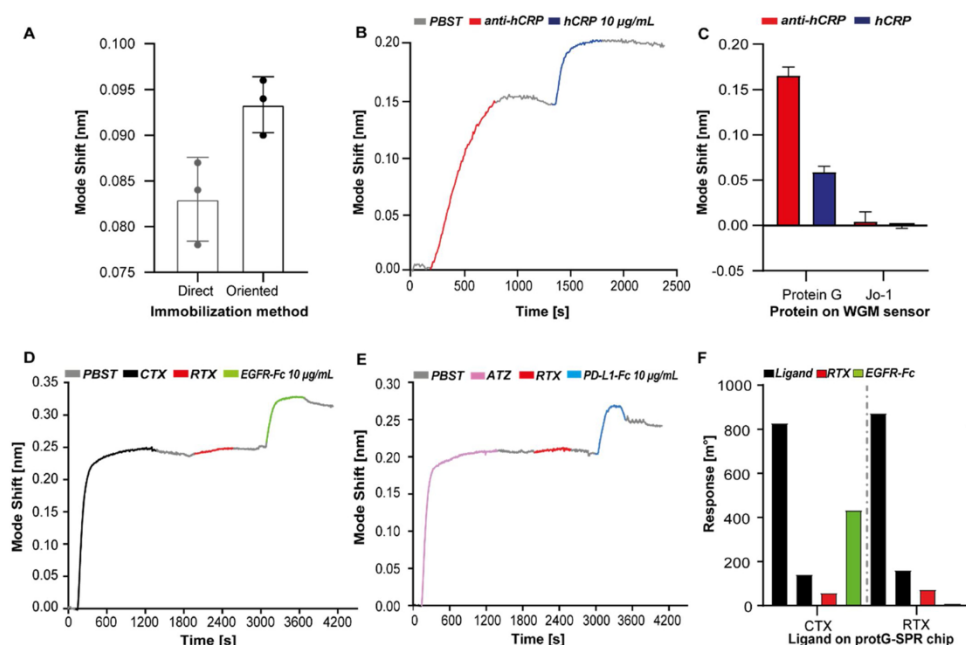 A
0.100
0.095
0.090
0.085
0.080
0.075
Mode Shift [nm]
Direct
Oriented
Immobilization method
B
PBST
anti-hCRP
hCRP 10 µg/mL
0.20
0.15
0.10
0.05
0.00
Mode Shift [nm]
0
500
1000
1500
2000
2500
Time [s]
C
anti-hCRP
hCRP
0.20
0.15
0.10
0.05
0.00
-0.05
Mode Shift [nm]
Protein G
Jo-1
Protein on WGM sensor
D
PBST
CTX
RTX
EGFR-Fc 10 µg/mL
0.35
0.30
0.25
0.20
0.15
0.10
0.05
0.00
Mode Shift [nm]
0
600
1200
1800
2400
3000
3600
4200
Time [s]
E
PBST
ATZ
RTX
PD-L1-Fc 10 µg/mL
0.30
0.25
0.20
0.15
0.10
0.05
0.00
Mode Shift [nm]
0
600
1200
1800
2400
3000
3600
4200
Time [s]
F
Ligand
RTX
EGFR-Fc
1000
800
600
400
200
0
Response [m°]
CTX
RTX
Ligand on protG-SPR chip